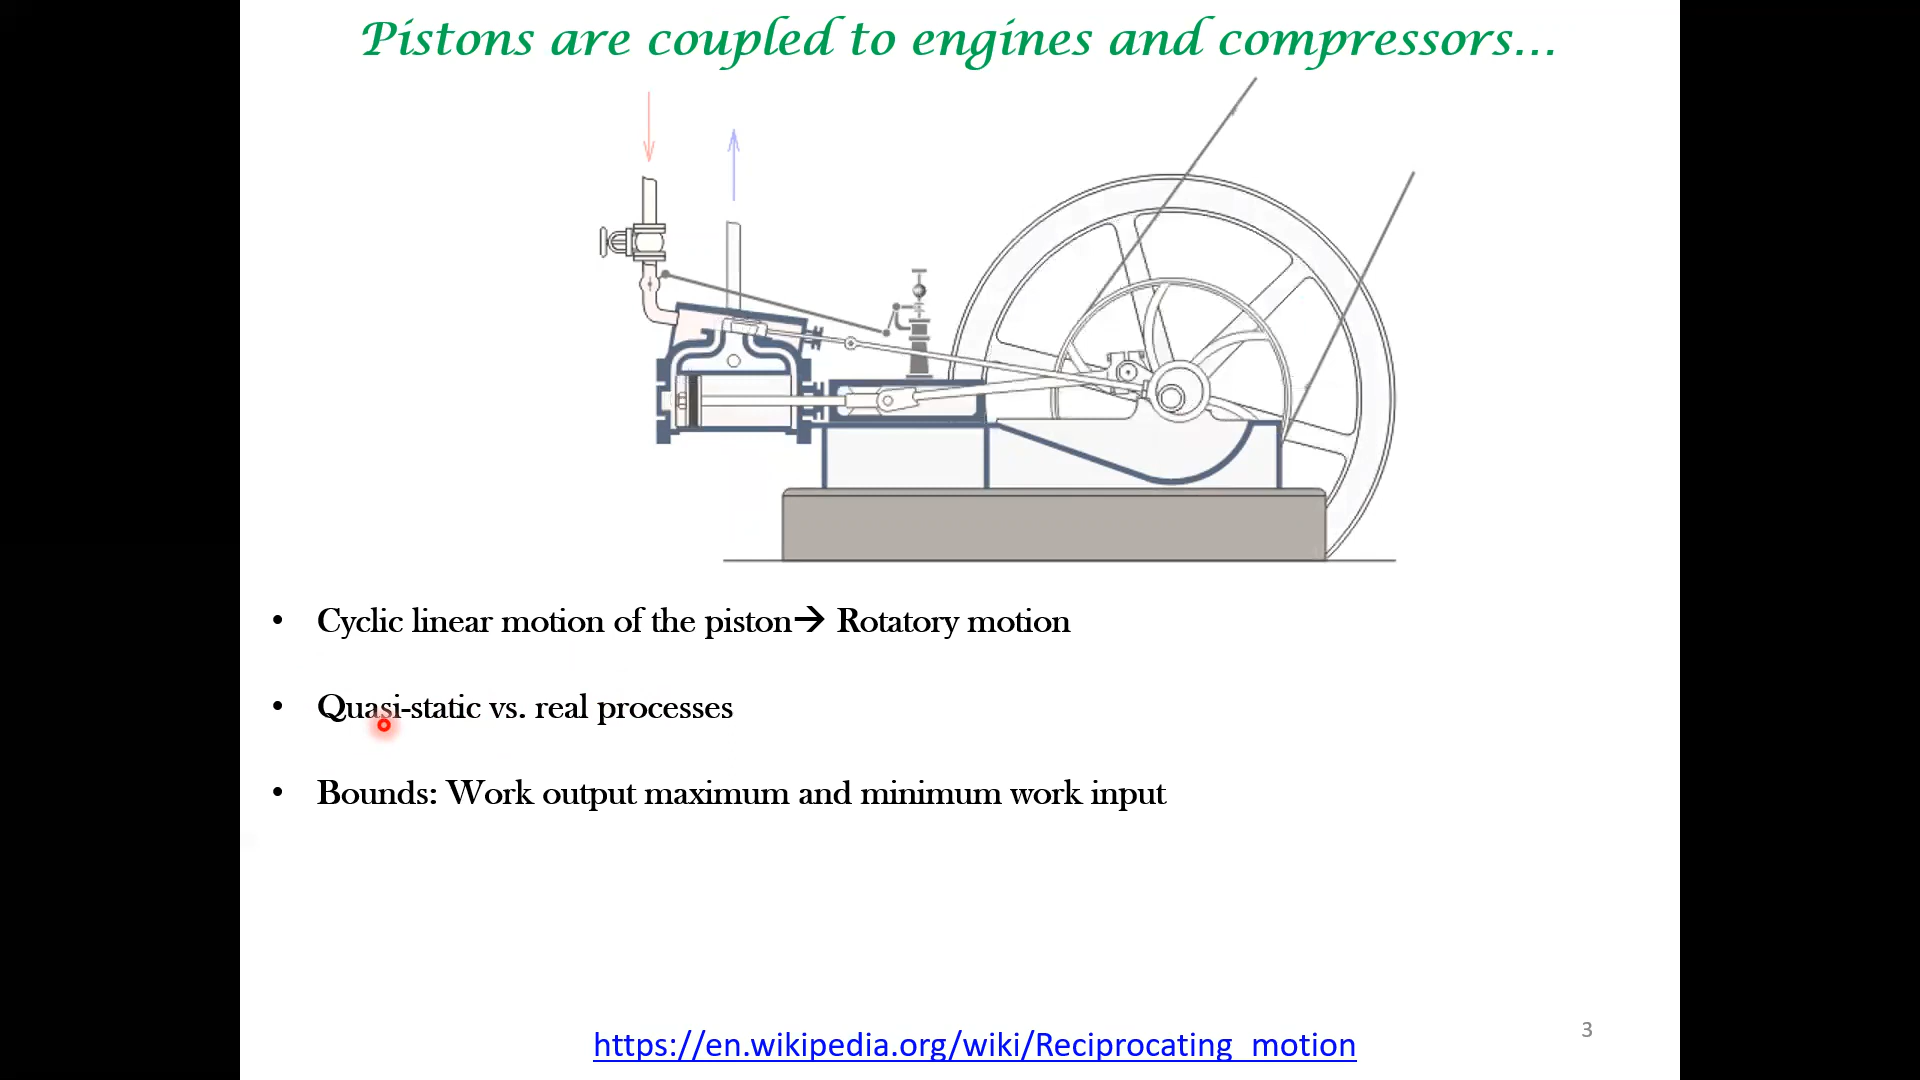 Pistons are coupled to engines and compressors...
• Cyclic linear motion of the piston→ Rotatory motion
• Quasi-static vs. real processes
• Bounds: Work output maximum and minimum work input
https://en.wikipedia.org/wiki/Reciprocating_motion
3